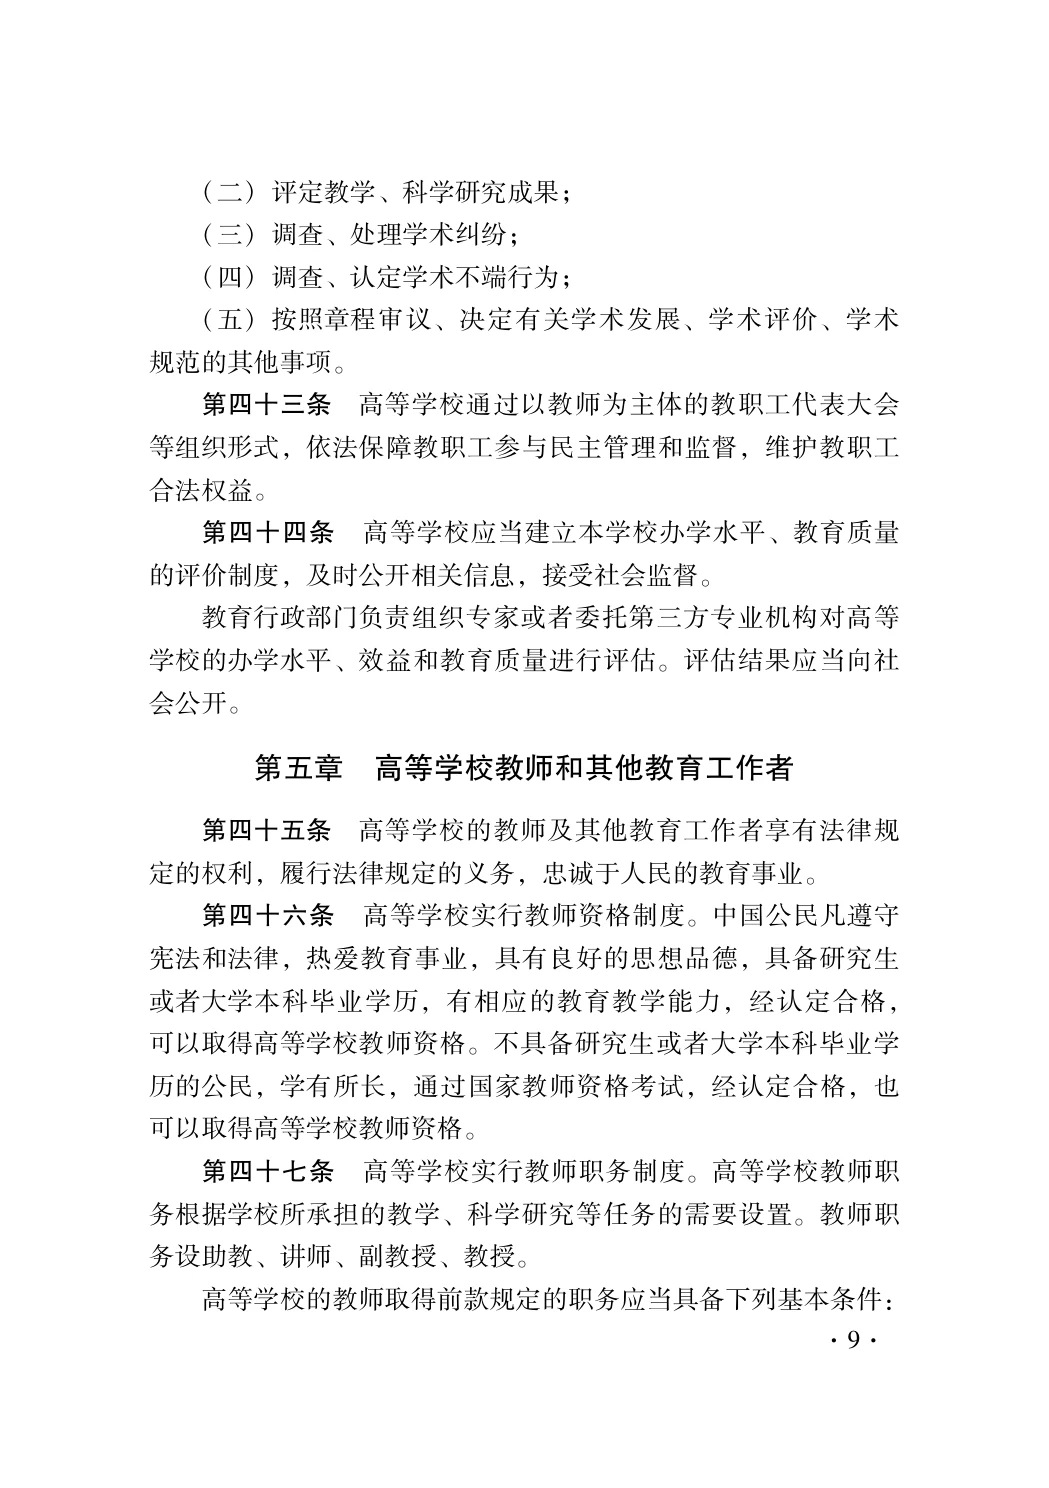 （二）评定教学、科学研究成果；
（三）调查、处理学术纠纷；
（四）调查、认定学术不端行为；
（五）按照章程审议、决定有关学术发展、学术评价、学术
规范的其他事项。
第四十三条　高等学校通过以教师为主体的教职工代表大会
等组织形式，依法保障教职工参与民主管理和监督，维护教职工
合法权益。
第四十四条　高等学校应当建立本学校办学水平、教育质量
的评价制度，及时公开相关信息，接受社会监督。
教育行政部门负责组织专家或者委托第三方专业机构对高等
学校的办学水平、效益和教育质量进行评估。评估结果应当向社
会公开。
第五章　高等学校教师和其他教育工作者
第四十五条　高等学校的教师及其他教育工作者享有法律规
定的权利，履行法律规定的义务，忠诚于人民的教育事业。
第四十六条　高等学校实行教师资格制度。中国公民凡遵守
宪法和法律，热爱教育事业，具有良好的思想品德，具备研究生
或者大学本科毕业学历，有相应的教育教学能力，经认定合格，
可以取得高等学校教师资格。不具备研究生或者大学本科毕业学
历的公民，学有所长，通过国家教师资格考试，经认定合格，也
可以取得高等学校教师资格。
第四十七条　高等学校实行教师职务制度。高等学校教师职
务根据学校所承担的教学、科学研究等任务的需要设置。教师职
务设助教、讲师、副教授、教授。
高等学校的教师取得前款规定的职务应当具备下列基本条件：
· 9 ·